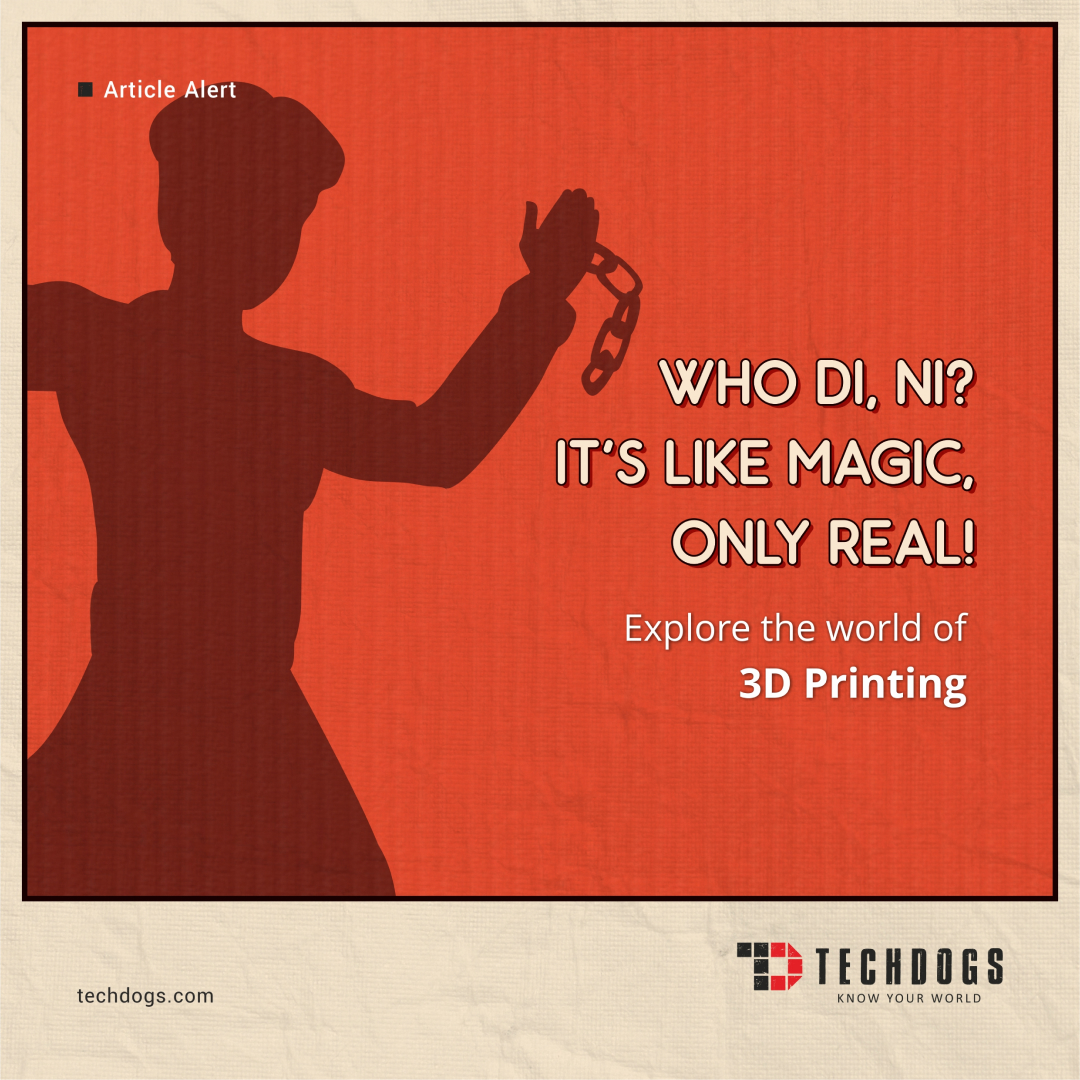 Article Alert
WHO DI, NI?
IT'S LIKE MAGIC,
ONLY REAL!
Explore the world of
3D Printing
techdogs.com
TECHDOGS
KNOW YOUR WORLD